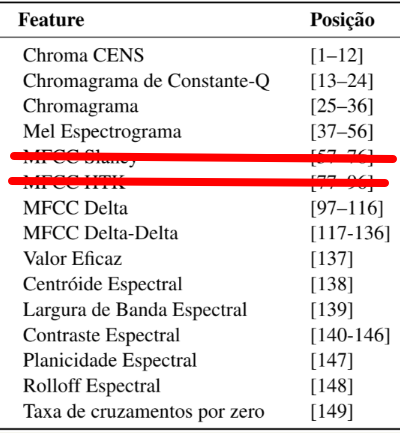 Feature Posição
Chroma CENS [1–12]
Chromagrama de Constante-Q [13–24]
Chromagrama [25–36]
Mel Espectrograma [37–56]
MFCC Slaney [57–76]
MFCC HTK [77–96]
MFCC Delta [97–116]
MFCC Delta-Delta [117-136]
Valor Eficaz [137]
Centróide Espectral [138]
Largura de Banda Espectral [139]
Contraste Espectral [140-146]
Planicidade Espectral [147]
Rolloff Espectral [148]
Taxa de cruzamentos por zero [149]